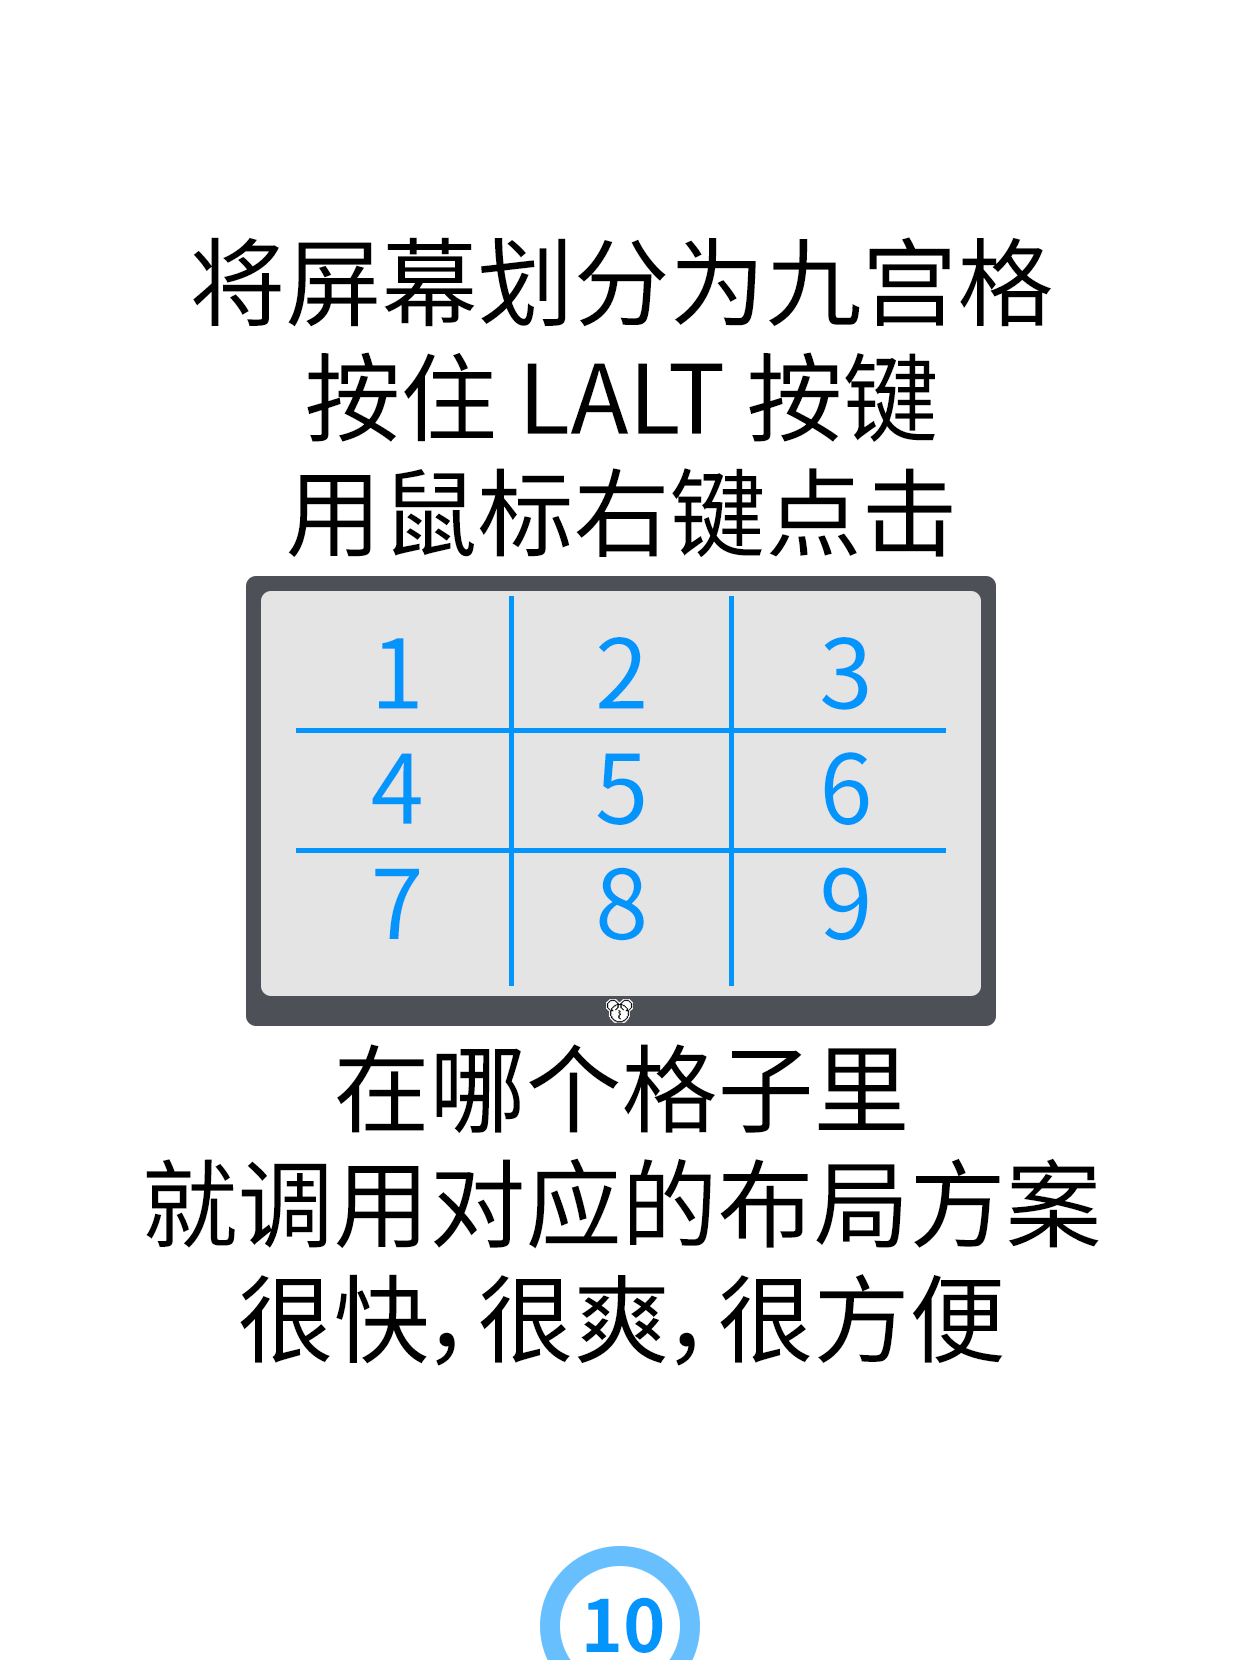 将屏幕划分为九宫格
按住 LALT 按键
用鼠标右键点击
1 2 3
4 5 6
7 8 9
在哪个格子里
就调用对应的布局方案
很快，很爽，很方便
10